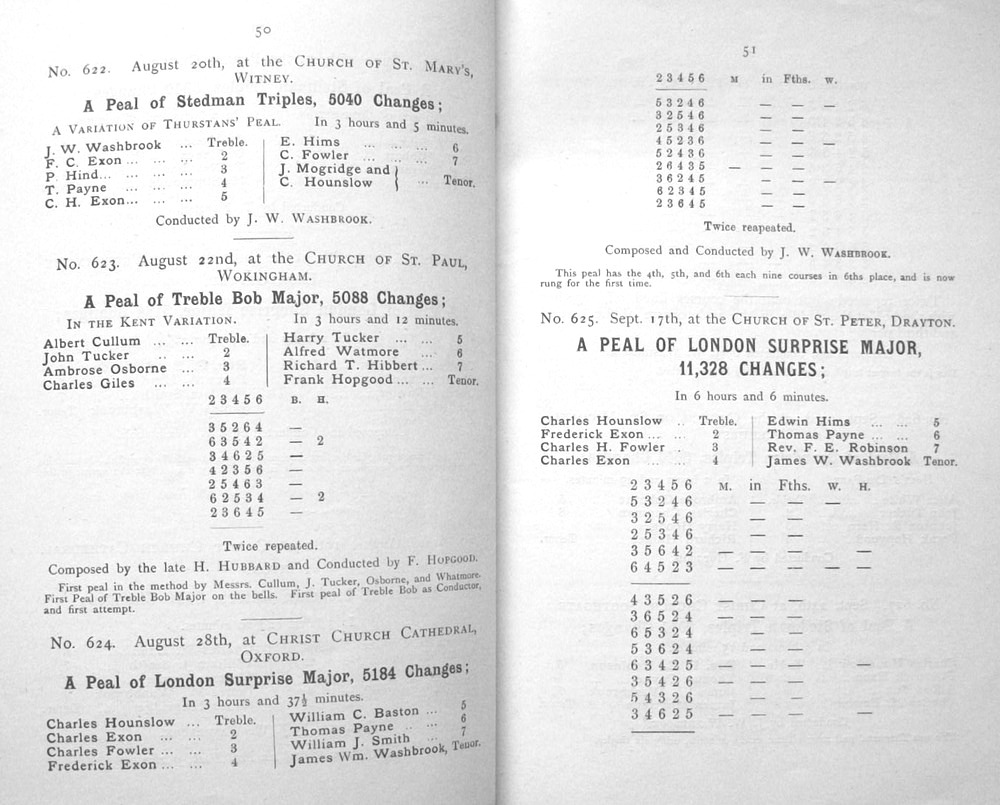 50
No. 622. August 20th, at the CHURCH OF ST. MARY'S,
WITNEY.
A Peal of Stedman Triples, 5040 Changes;
A VARIATION OF THURSTANS' PEAL. In 3 hours and 5 minutes.
J. W. Washbrook ... Treble. E. Hims ... ... ... 6
F. C. Exon ... ... ... 2 C. Fowler ... ... ... 7
P. Hind... ... ... 3 J. Mogridge and }
T. Payne ... ... ... 4 C. Hounslow } ... Tenor.
C. H. Exon ... ... ... 5
Conducted by J. W. WASHBROOK.
No. 623. August 22nd, at the CHURCH OF ST. PAUL,
WOKINGHAM.
A Peal of Treble Bob Major, 5088 Changes;
IN THE KENT VARIATION. In 3 hours and 12 minutes.
Albert Cullum ... ... Treble. Harry Tucker ... ... 5
John Tucker ... ... 2 Alfred Watmore ... 6
Ambrose Osborne ... 3 Richard T. Hibbert ... 7
Charles Giles ... ... 4 Frank Hopgood ... ... Tenor.
2 3 4 5 6 B. H.
3 5 2 6 4 —
6 3 5 4 2 — 2
3 4 6 2 5 —
4 2 3 5 6 —
2 5 4 6 3 —
6 2 5 3 4 — 2
2 3 6 4 5 —
Twice repeated.
Composed by the late H. HUBBARD and Conducted by F. HOPGOOD.
First peal in the method by Messrs. Cullum, J. Tucker, Osborne, and Whatmore.
First Peal of Treble Bob Major on the bells. First peal of Treble Bob as Conductor,
and first attempt.
No. 624. August 28th, at CHRIST CHURCH CATHEDRAL,
OXFORD.
A Peal of London Surprise Major, 5184 Changes;
In 3 hours and 37½ minutes.
Charles Hounslow ... Treble. William C. Baston ... 5
Charles Exon ... ... 2 Thomas Payne ... ... 6
Charles Fowler ... ... 3 William J. Smith ... 7
Frederick Exon ... ... 4 James Wm. Washbrook, Tenor.
51
2 3 4 5 6 M in Fths. W.
5 3 2 4 6 — — —
3 2 5 4 6 — —
2 5 3 4 6 — —
4 5 2 3 6 — — —
5 2 4 3 6 — —
2 6 4 3 5 — — —
3 6 2 4 5 — — —
6 2 3 4 5 — —
2 3 6 4 5 — —
Twice reapeated.
Composed and Conducted by J. W. WASHBROOK.
This peal has the 4th, 5th, and 6th each nine courses in 6ths place, and is now
rung for the first time.
No. 625. Sept. 17th, at the CHURCH OF ST. PETER, DRAYTON.
A PEAL OF LONDON SURPRISE MAJOR,
11,328 CHANGES;
In 6 hours and 6 minutes.
Charles Hounslow .. Treble. Edwin Hims ... ... 5
Frederick Exon ... ... 2 Thomas Payne ... ... 6
Charles H. Fowler . 3 Rev. F. E. Robinson 7
Charles Exon ... ... 4 James W. Washbrook Tenor.
2 3 4 5 6 M. in Fths. W. H.
5 3 2 4 6 — — —
3 2 5 4 6 — —
2 5 3 4 6 — —
3 5 6 4 2 — — — —
6 4 5 2 3 — — — — —
4 3 5 2 6 — — —
3 6 5 2 4 — — —
6 5 3 2 4 — —
5 3 6 2 4 — —
6 3 4 2 5 — — — —
3 5 4 2 6 — — —
5 4 3 2 6 — —
3 4 6 2 5 — — — —